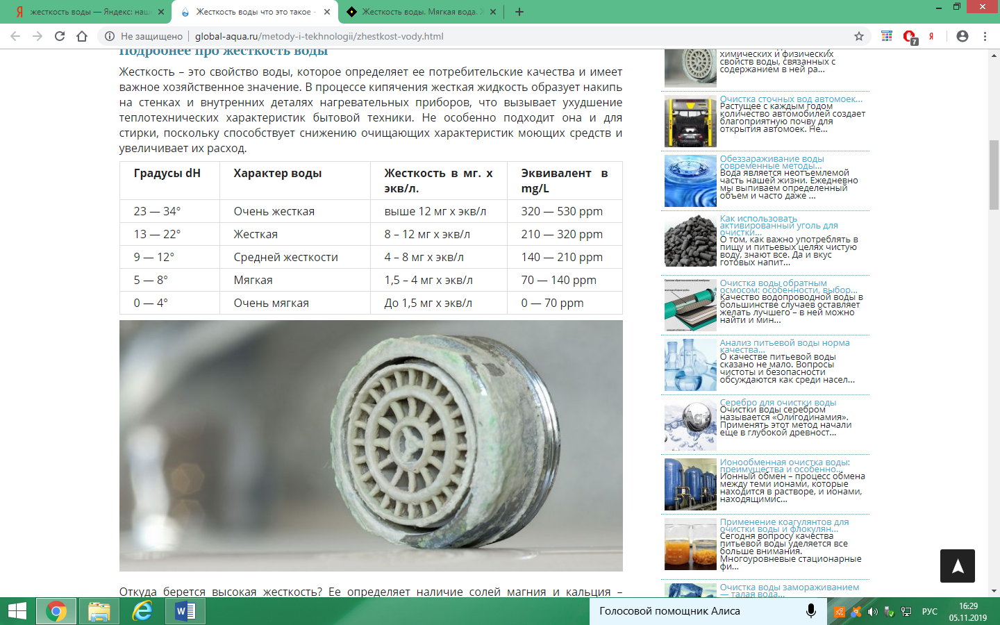 жесткость воды — Яндекс: наш
Жесткость воды что это такое -
Жесткость воды. Мягкая вода.
Не защищено
global-aqua.ru/metody-i-tekhnologii/zhestkost-vody.html
7
Подробнее про жесткость воды
Жесткость – это свойство воды, которое определяет ее потребительские качества и имеет
важное хозяйственное значение. В процессе кипячения жесткая жидкость образует накипь
на стенках и внутренних деталях нагревательных приборов, что вызывает ухудшение
теплотехнических характеристик бытовой техники. Не особенно подходит она и для
стирки, поскольку способствует снижению очищающих характеристик моющих средств и
увеличивает их расход.
Градусы dH Характер воды Жесткость в мг. х экв/л. Эквивалент в mg/L
23 — 34° Очень жесткая выше 12 мг х экв/л 320 — 530 ppm
13 — 22° Жесткая 8 – 12 мг х экв/л 210 — 320 ppm
9 — 12° Средней жесткости 4 – 8 мг х экв/л 140 — 210 ppm
5 — 8° Мягкая 1,5 – 4 мг х экв/л 70 — 140 ppm
0 — 4° Очень мягкая До 1,5 мг х экв/л 0 — 70 ppm
Откуда берется высокая жесткость? Ее определяет наличие солей магния и кальция –
химических и физических
свойств воды, связанных с
содержанием в ней ра...
Очистка сточных вод автомоек...
Растущее с каждым годом
количество автомобилей создает
благоприятную почву для
открытия автомоек. Не...
Обеззараживание воды
современные методы...
Вода является неотъемлемой
часть нашей жизни. Ежедневно
мы выпиваем определенный
объем и часто даже ...
Как использовать
активированный уголь для
очистки...
О том, как важно употреблять в
пищу и питьевых целях чистую
воду, знают все. Да и вкус
готовых напит...
Очистка воды обратным
осмосом: особенности, выбор...
Качество водопроводной воды в
большинстве случаев оставляет
желать лучшего – в ней можно
найти и мин...
Анализ питьевой воды норма
качества...
О качестве питьевой воды
сказано не мало. Вопросы
чистоты и безопасности
обсуждаются как среди насел...
Серебро для очистки воды
Очистки воды серебром
называется «Олигодинамия».
Применять этот метод начали
еще в глубокой древност...
Ионообменная очистка воды:
преимущества и особенно...
Ионный обмен – процесс обмена
между теми ионами, которые
находится в растворе, и ионами,
находящимис...
Применение коагулянтов для
очистки воды и флокулян...
Сегодня вопросу качества
питьевой воды уделяется все
больше внимания.
Многоуровневые стационарные
фи...
Очистка воды замораживанием
— талая вода...
Голосовой помощник Алиса
РУС
16:29
05.11.2019